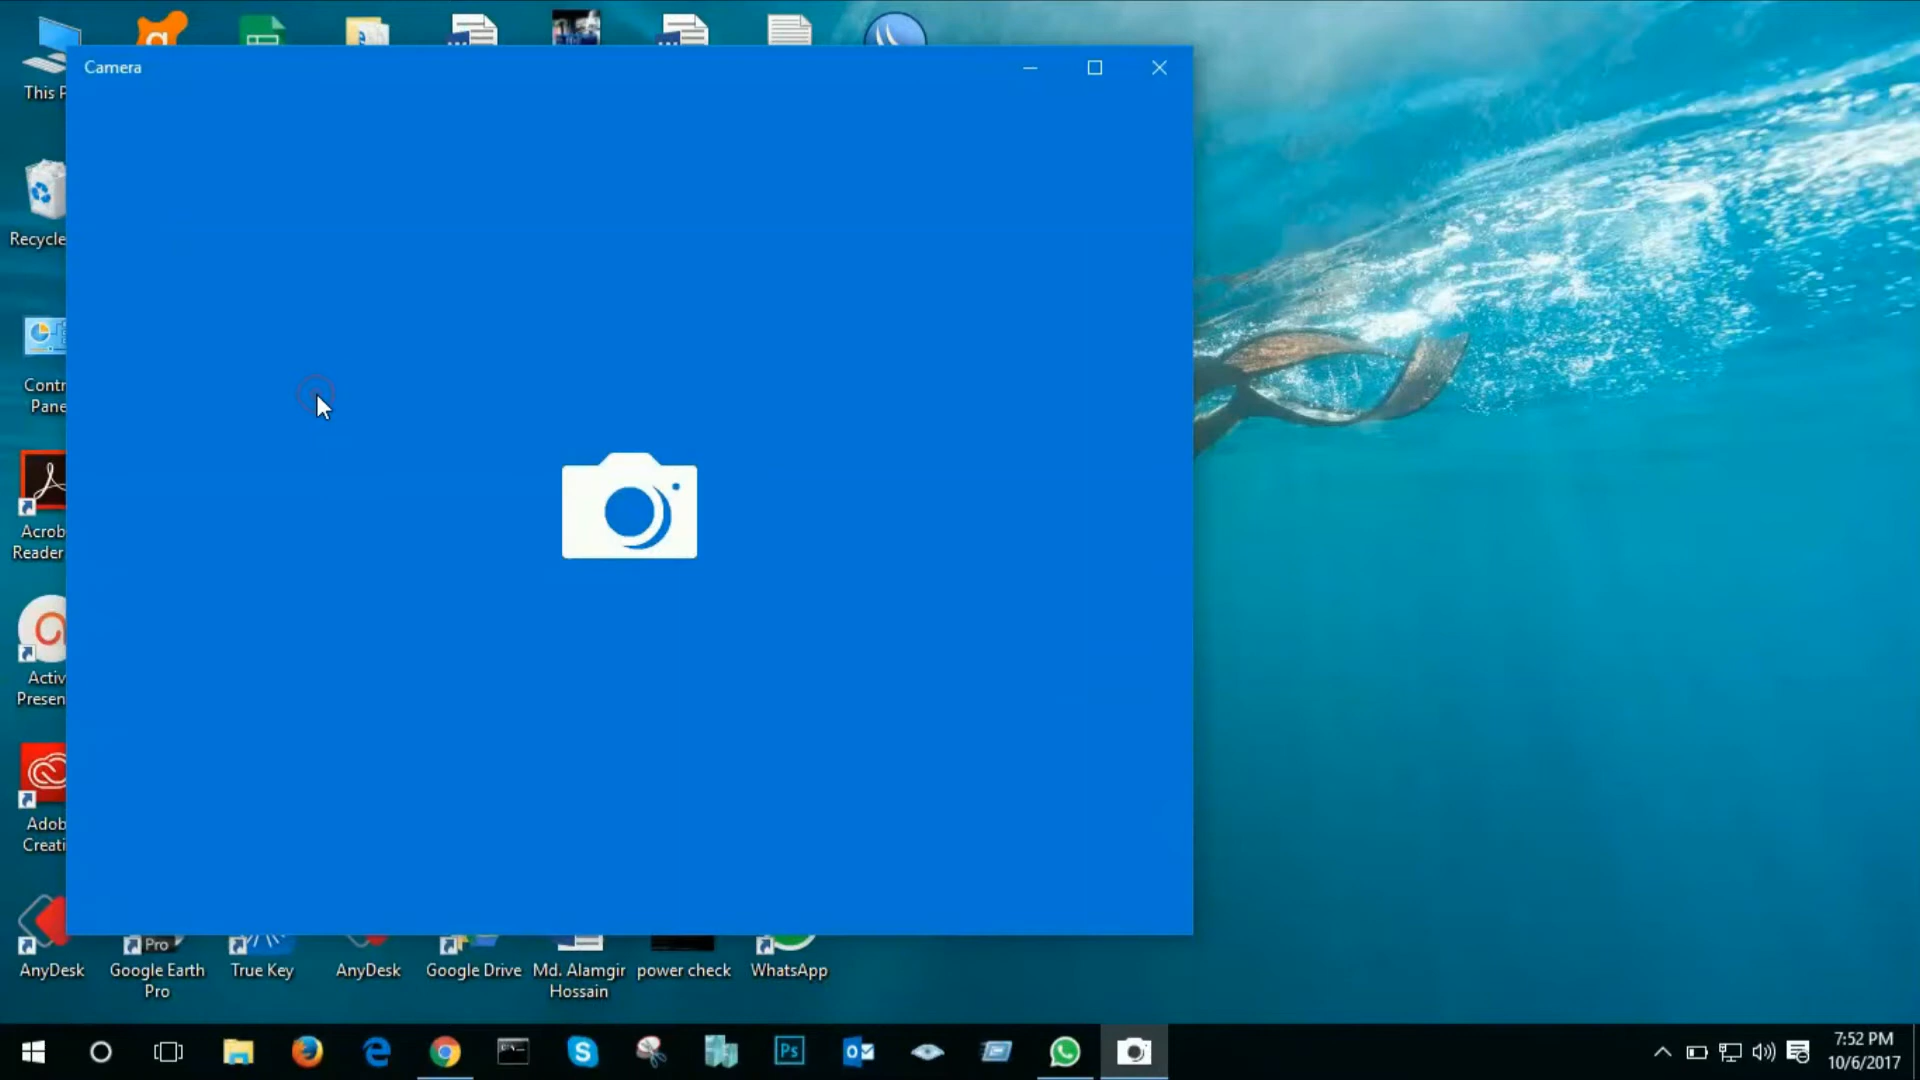 Camera
This P
Recycle
Contr
Pane
Acrob
Reader
Activ
Presen
Adob
Creati
AnyDesk
Pro
Google Earth
Pro
True Key
AnyDesk
Google Drive
Md. Alamgir
Hossain
power check
WhatsApp
Ps
7:52 PM
10/6/2017